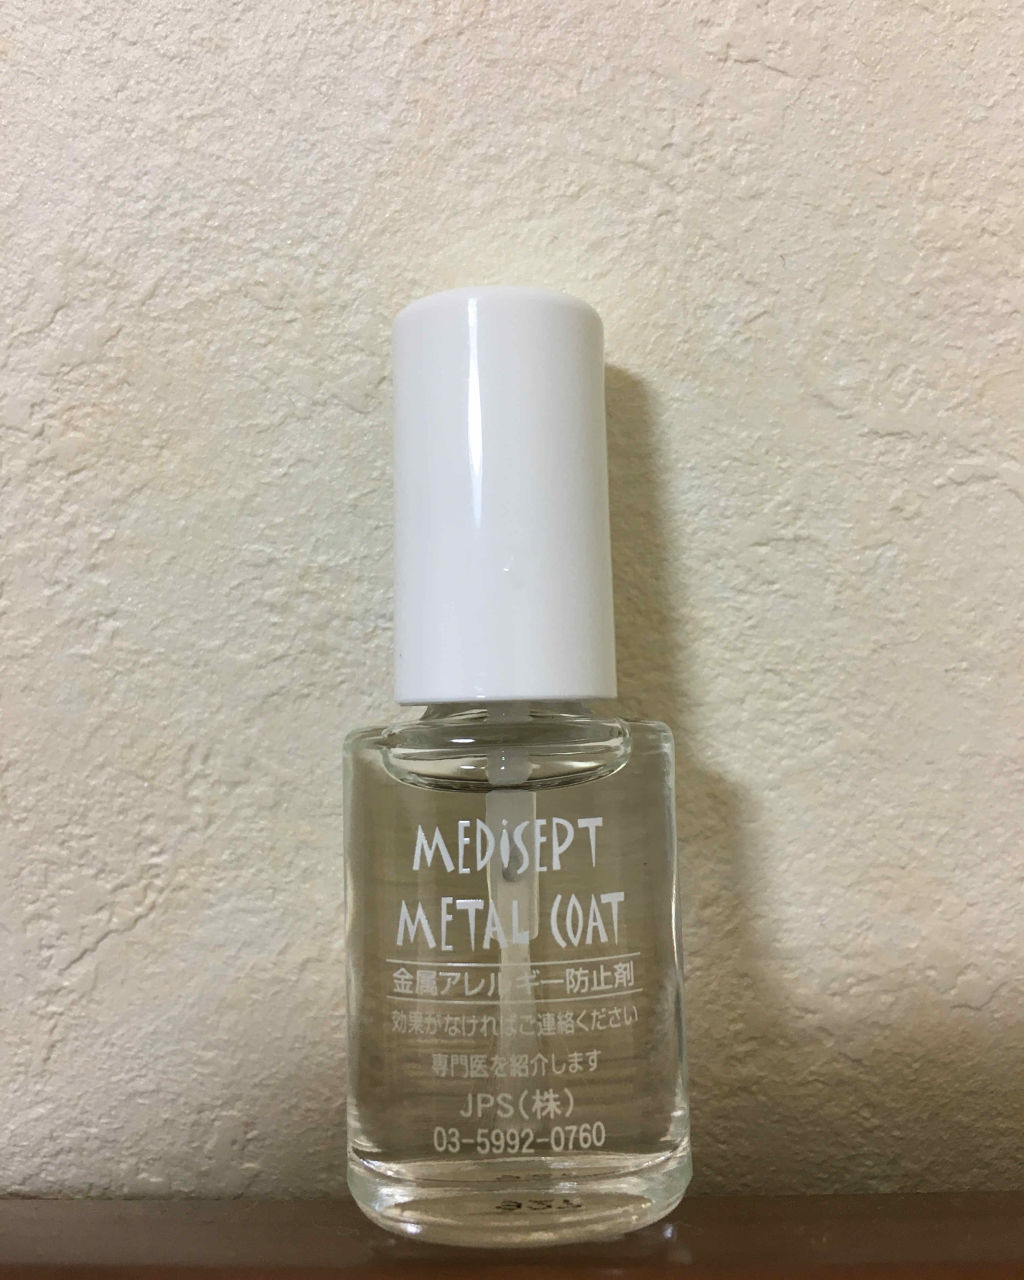 MEDiSEPT
METAL COAT
金属アレルギー防止剤
効果がなければご連絡ください
専門医を紹介します
JPS(株)
03-5992-0760